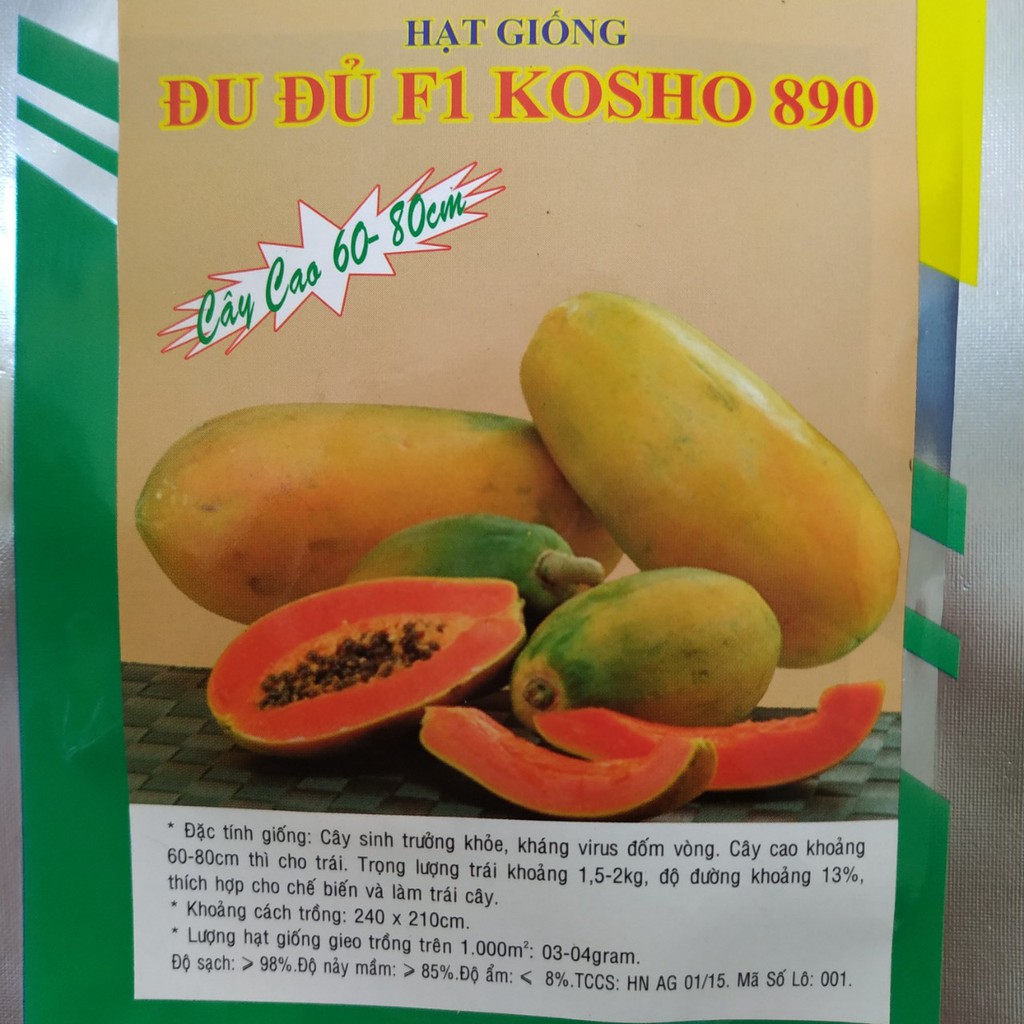 HẠT GIỐNG
ĐU ĐỦ F1 KOSHO 890
Cây Cao 60- 80cm
* Đặc tính giống: Cây sinh trưởng khỏe, kháng virus đốm vòng. Cây cao khoảng
60-80cm thì cho trái. Trọng lượng trái khoảng 1,5-2kg, độ đường khoảng 13%,
thích hợp cho chế biến và làm trái cây.
* Khoảng cách trồng: 240 x 210cm.
* Lượng hạt giống gieo trồng trên 1.000m²: 03-04gram.
Độ sạch: ⩾ 98%.Độ nảy mầm: ⩾ 85%.Độ ẩm: ⩽ 8%.TCCS: HN AG 01/15. Mã Số Lô: 001.